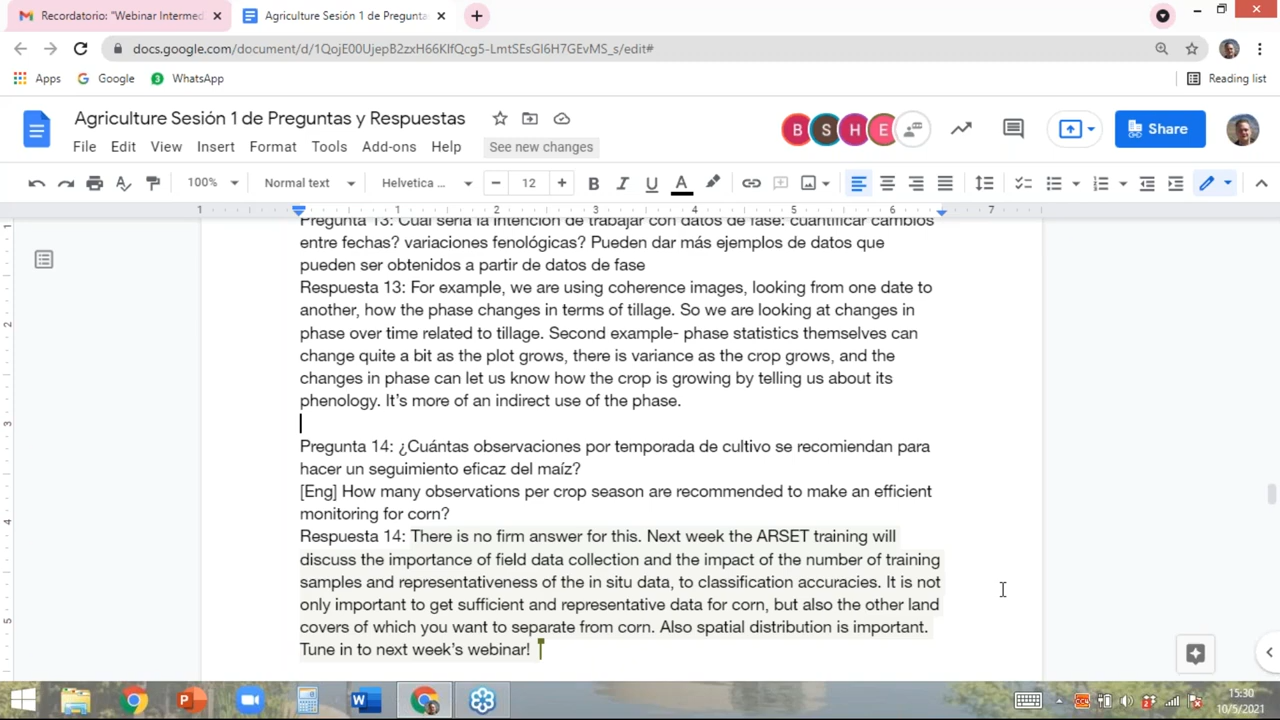 Recordatorio: "Webinar Intermed
Agriculture Sesión 1 de Pregunta
docs.google.com/document/d/1QojE00UjepB2zxH66KIfQcg5-LmtSEsGl6H7GEvMS_s/edit#
Apps
Google
3
WhatsApp
Reading list
Agriculture Sesión 1 de Preguntas y Respuestas
B
S
H
E
Share
File Edit View Insert Format Tools Add-ons Help See new changes
100% Normal text Helvetica ... 12
1 1 2 3 4 5 6 7
Pregunta 13: Cuál sería la intención de trabajar con datos de fase: cuantificar cambios
entre fechas? variaciones fenológicas? Pueden dar más ejemplos de datos que
pueden ser obtenidos a partir de datos de fase
Respuesta 13: For example, we are using coherence images, looking from one date to
another, how the phase changes in terms of tillage. So we are looking at changes in
phase over time related to tillage. Second example- phase statistics themselves can
change quite a bit as the plot grows, there is variance as the crop grows, and the
changes in phase can let us know how the crop is growing by telling us about its
phenology. It's more of an indirect use of the phase.
Pregunta 14: ¿Cuántas observaciones por temporada de cultivo se recomiendan para
hacer un seguimiento eficaz del maíz?
[Eng] How many observations per crop season are recommended to make an efficient
monitoring for corn?
Respuesta 14: There is no firm answer for this. Next week the ARSET training will
discuss the importance of field data collection and the impact of the number of training
samples and representativeness of the in situ data, to classification accuracies. It is not
only important to get sufficient and representative data for corn, but also the other land
covers of which you want to separate from corn. Also spatial distribution is important.
Tune in to next week's webinar!
15:30
10/5/2021